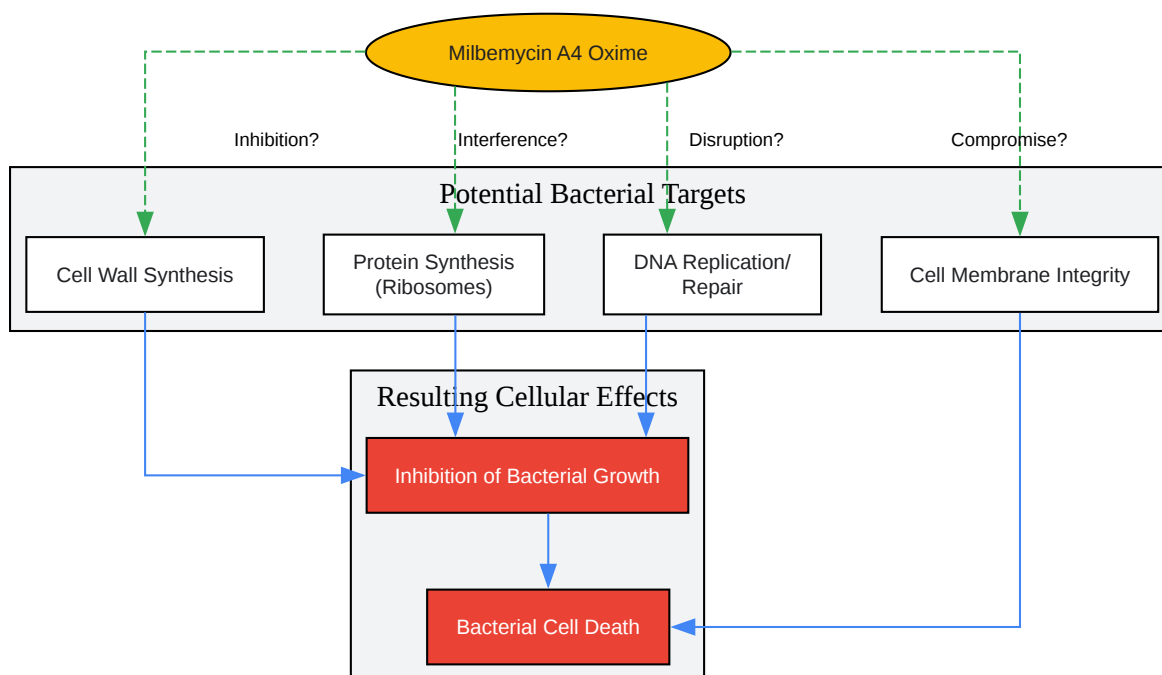 Milbemycin A4 Oxime
Inhibition?
Interference?
Disruption?
Compromise?
Potential Bacterial Targets
Cell Wall Synthesis
Protein Synthesis
(Ribosomes)
DNA Replication/
Repair
Cell Membrane Integrity
Resulting Cellular Effects
Inhibition of Bacterial Growth
Bacterial Cell Death